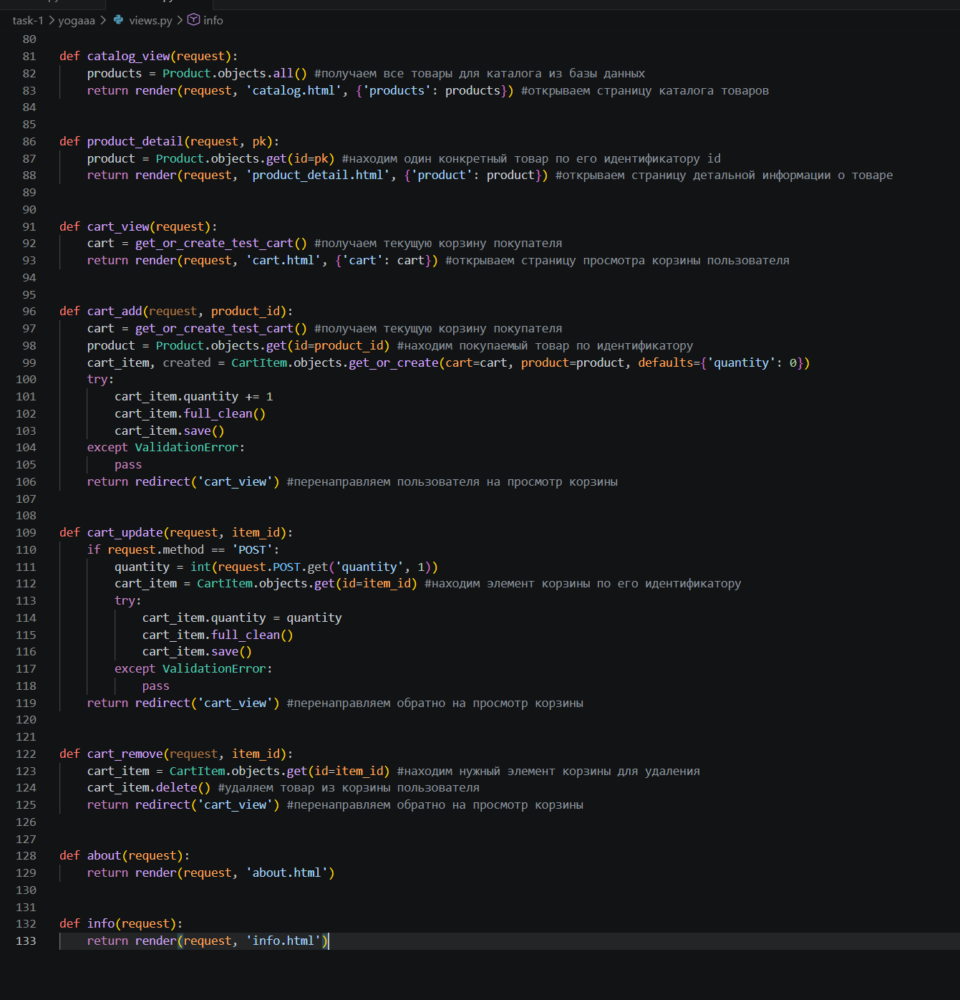 task-1 > yogaaa > views.py > info
80
81 def catalog_view(request):
82     products = Product.objects.all() #получаем все товары для каталога из базы данных
83     return render(request, 'catalog.html', {'products': products}) #открываем страницу каталога товаров
84
85
86 def product_detail(request, pk):
87     product = Product.objects.get(id=pk) #находим один конкретный товар по его идентификатору id
88     return render(request, 'product_detail.html', {'product': product}) #открываем страницу детальной информации о товаре
89
90
91 def cart_view(request):
92     cart = get_or_create_test_cart() #получаем текущую корзину покупателя
93     return render(request, 'cart.html', {'cart': cart}) #открываем страницу просмотра корзины пользователя
94
95
96 def cart_add(request, product_id):
97     cart = get_or_create_test_cart() #получаем текущую корзину покупателя
98     product = Product.objects.get(id=product_id) #находим покупаемый товар по идентификатору
99     cart_item, created = CartItem.objects.get_or_create(cart=cart, product=product, defaults={'quantity': 0})
100     try:
101         cart_item.quantity += 1
102         cart_item.full_clean()
103         cart_item.save()
104     except ValidationError:
105         pass
106     return redirect('cart_view') #перенаправляем пользователя на просмотр корзины
107
108
109 def cart_update(request, item_id):
110     if request.method == 'POST':
111         quantity = int(request.POST.get('quantity', 1))
112         cart_item = CartItem.objects.get(id=item_id) #находим элемент корзины по его идентификатору
113         try:
114             cart_item.quantity = quantity
115             cart_item.full_clean()
116             cart_item.save()
117         except ValidationError:
118             pass
119     return redirect('cart_view') #перенаправляем обратно на просмотр корзины
120
121
122 def cart_remove(request, item_id):
123     cart_item = CartItem.objects.get(id=item_id) #находим нужный элемент корзины для удаления
124     cart_item.delete() #удаляем товар из корзины пользователя
125     return redirect('cart_view') #перенаправляем обратно на просмотр корзины
126
127
128 def about(request):
129     return render(request, 'about.html')
130
131
132 def info(request):
133     return render(request, 'info.html')